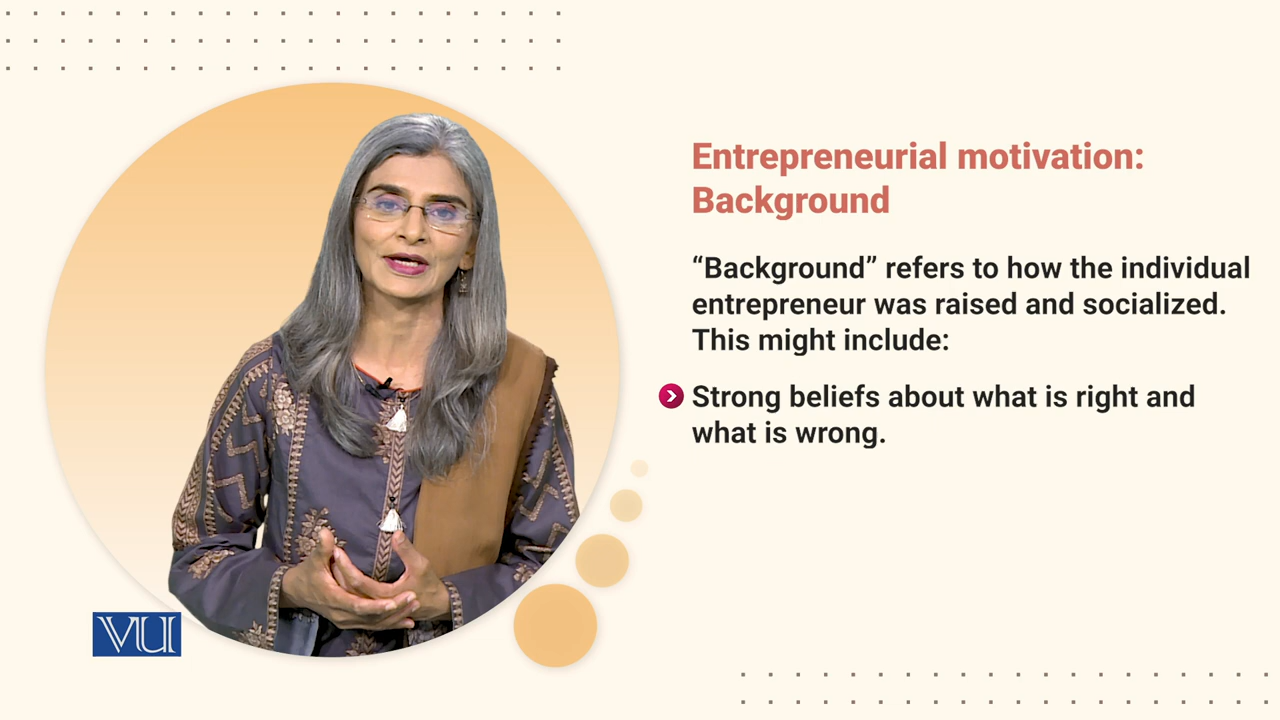 Entrepreneurial motivation:
Background
“Background” refers to how the individual
entrepreneur was raised and socialized.
This might include:
Strong beliefs about what is right and
what is wrong.
VU